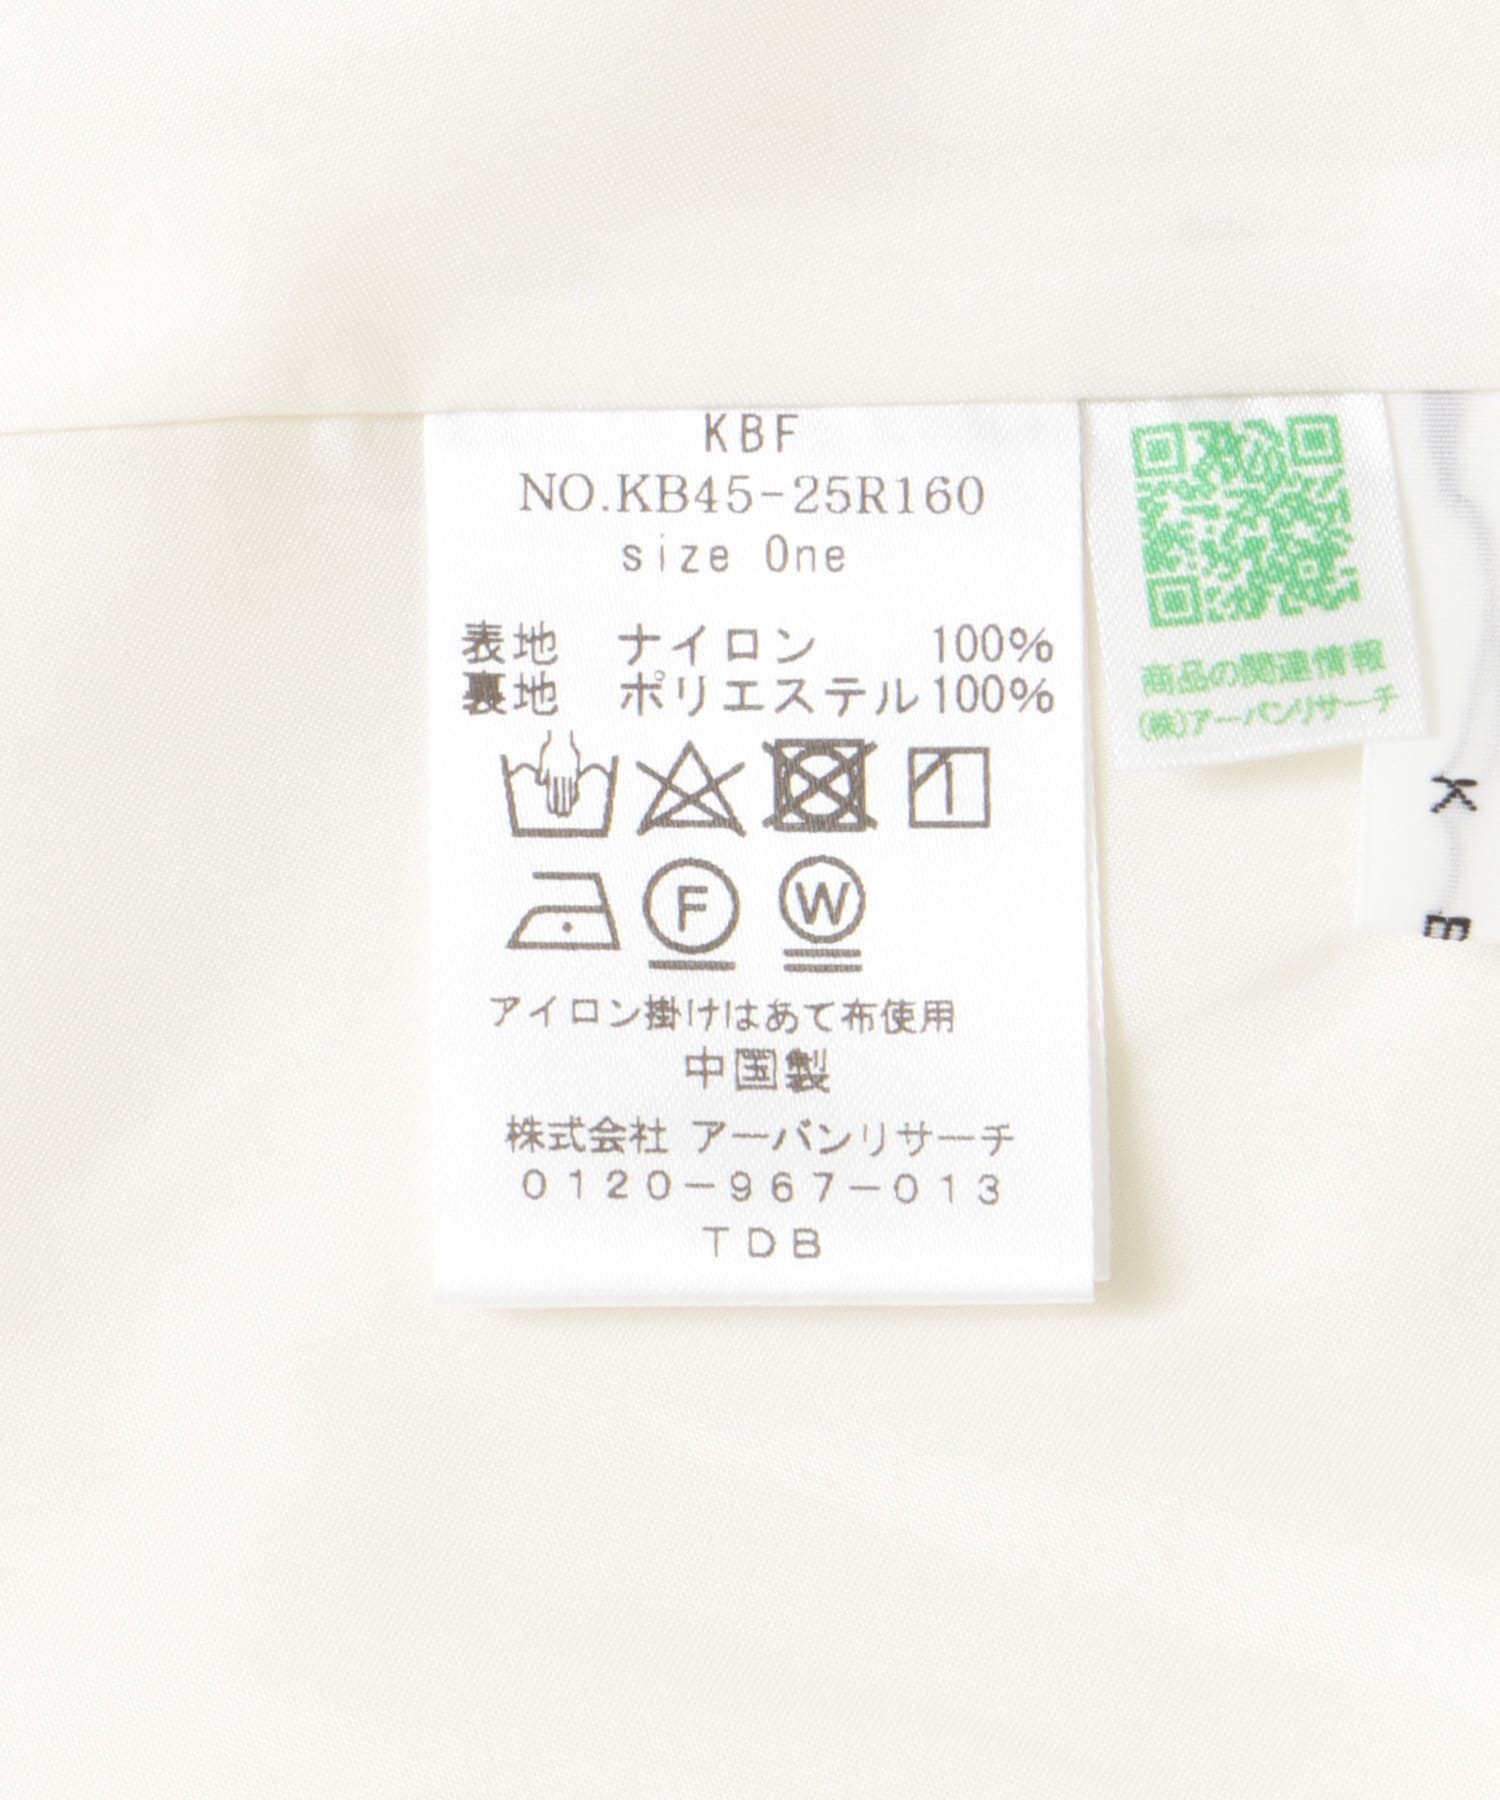 KBF
NO.KB45-25R160
size One
表地 ナイロン 100%
裏地 ポリエステル 100%
F
W
アイロン掛けはあて布使用
中国製
株式会社 アーバンリサーチ
0120-967-013
TDB
商品の関連情報
(株)アーバンリサーチ
K B